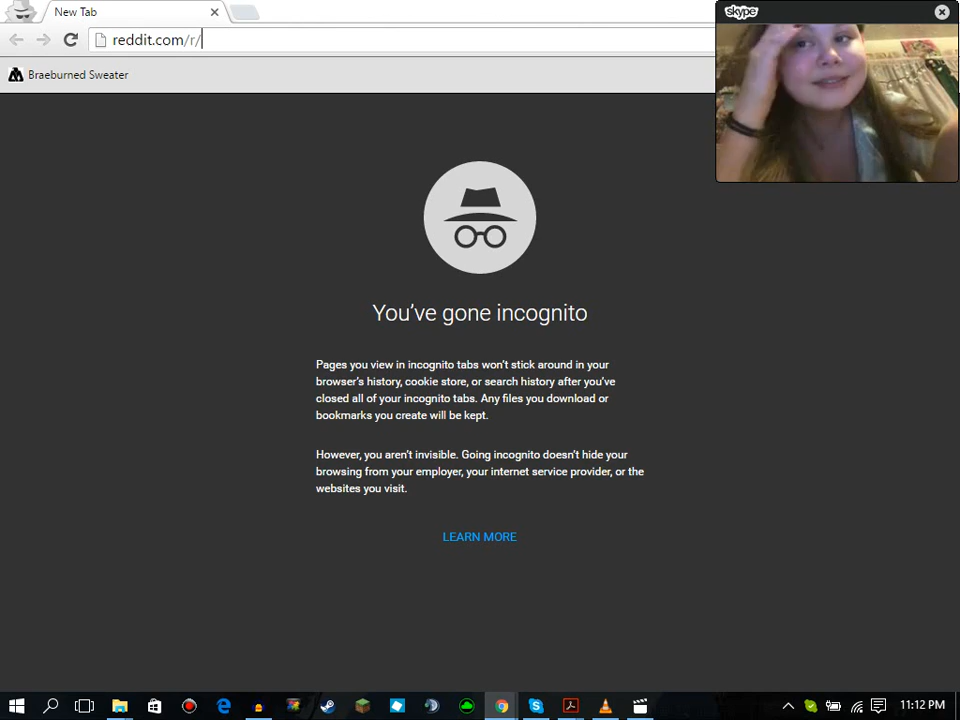 New Tab
skype
reddit.com/r/
Braeburned Sweater
You've gone incognito
Pages you view in incognito tabs won't stick around in your
browser's history, cookie store, or search history after you've
closed all of your incognito tabs. Any files you download or
bookmarks you create will be kept.
However, you aren't invisible. Going incognito doesn't hide your
browsing from your employer, your internet service provider, or the
websites you visit.
LEARN MORE
11:12 PM